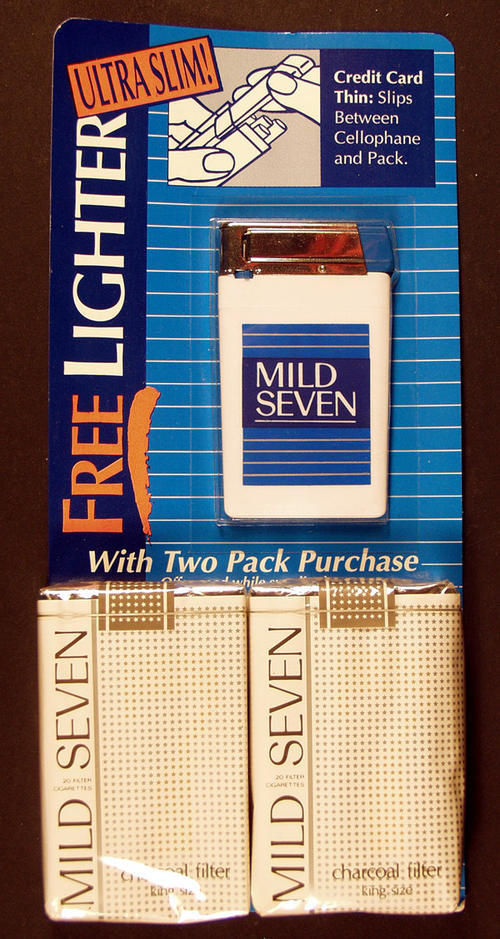 ULTRA SLIM!
FREE LIGHTER
Credit Card
Thin: Slips
Between
Cellophane
and Pack.
MILD
SEVEN
With Two Pack Purchase
while
MILD SEVEN
20 FILTER
CIGARETTES
charcoal filter
king size
MILD SEVEN
20 FILTER
CIGARETTES
charcoal filter
king size